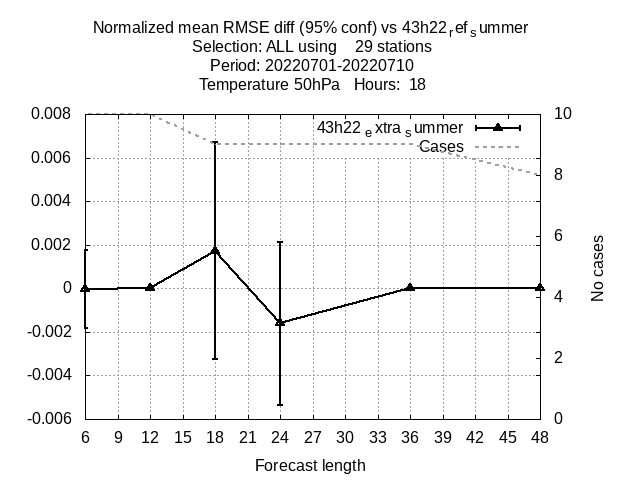 Normalized mean RMSE diff (95% conf) vs 43h22refsummer
Selection: ALL using 29 stations
Period: 20220701-20220710
Temperature 50hPa Hours: 18
43h22extrasummer
Cases
0.008
0.006
0.004
0.002
0
-0.002
-0.004
-0.006
10
8
6
4
2
0
No cases
6 9 12 15 18 21 24 27 30 33 36 39 42 45 48
Forecast length